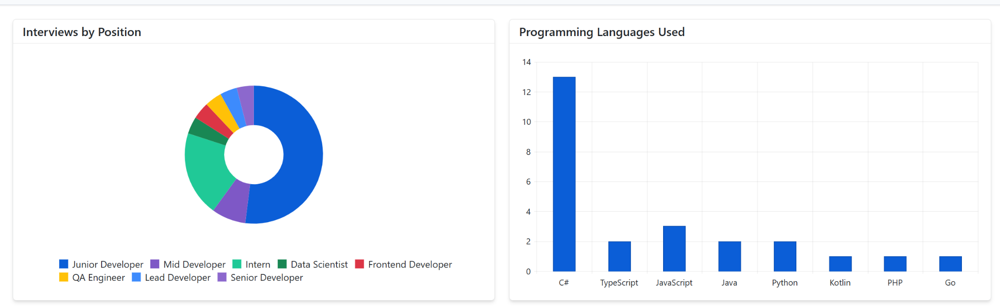 Interviews by Position
Junior Developer Mid Developer Intern Data Scientist Frontend Developer
QA Engineer Lead Developer Senior Developer
Programming Languages Used
14
12
10
8
6
4
2
0
C# TypeScript JavaScript Java Python Kotlin PHP Go